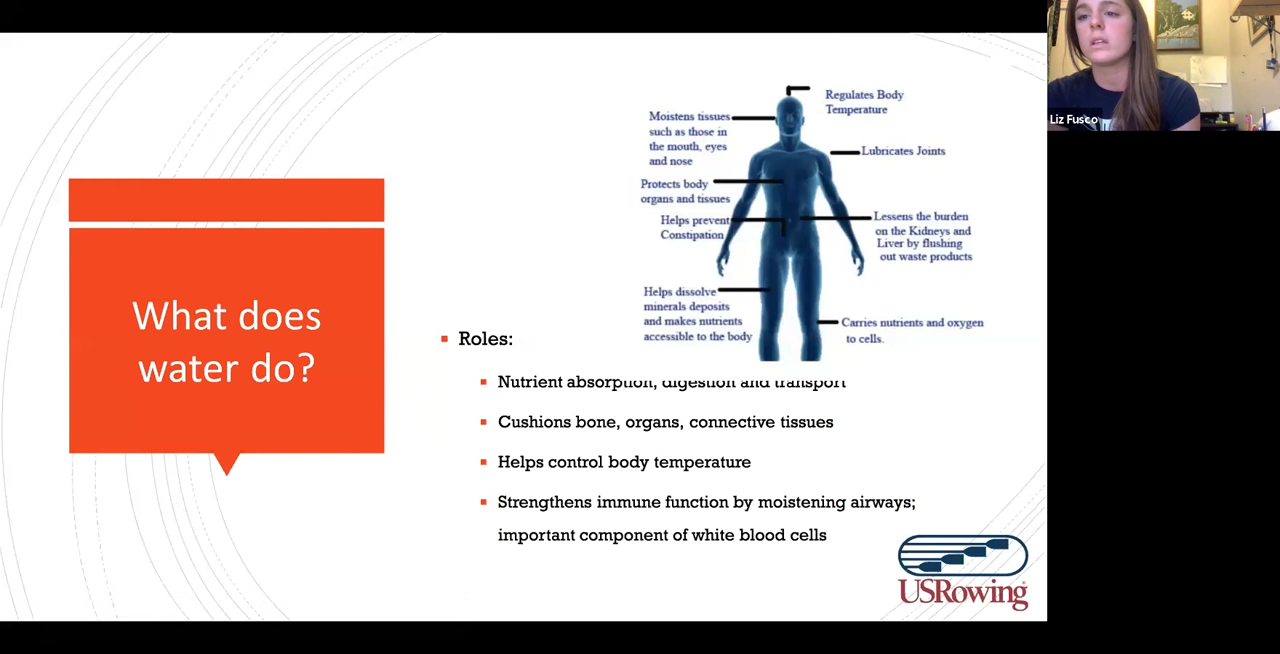 What does
water do?
Moistens tissues
such as those in
the mouth, eyes
and nose
Protects body
organs and tissues
Helps prevent
Constipation
Helps dissolve
minerals deposits
and makes nutrients
accessible to the body
Regulates Body
Temperature
Lubricates Joints
Lessens the burden
on the Kidneys and
Liver by flushing
out waste products
Carries nutrients and oxygen
to cells.
Roles:
Nutrient absorption, digestion and transport
Cushions bone, organs, connective tissues
Helps control body temperature
Strengthens immune function by moistening airways;
important component of white blood cells
USRowing
Liz Fusco